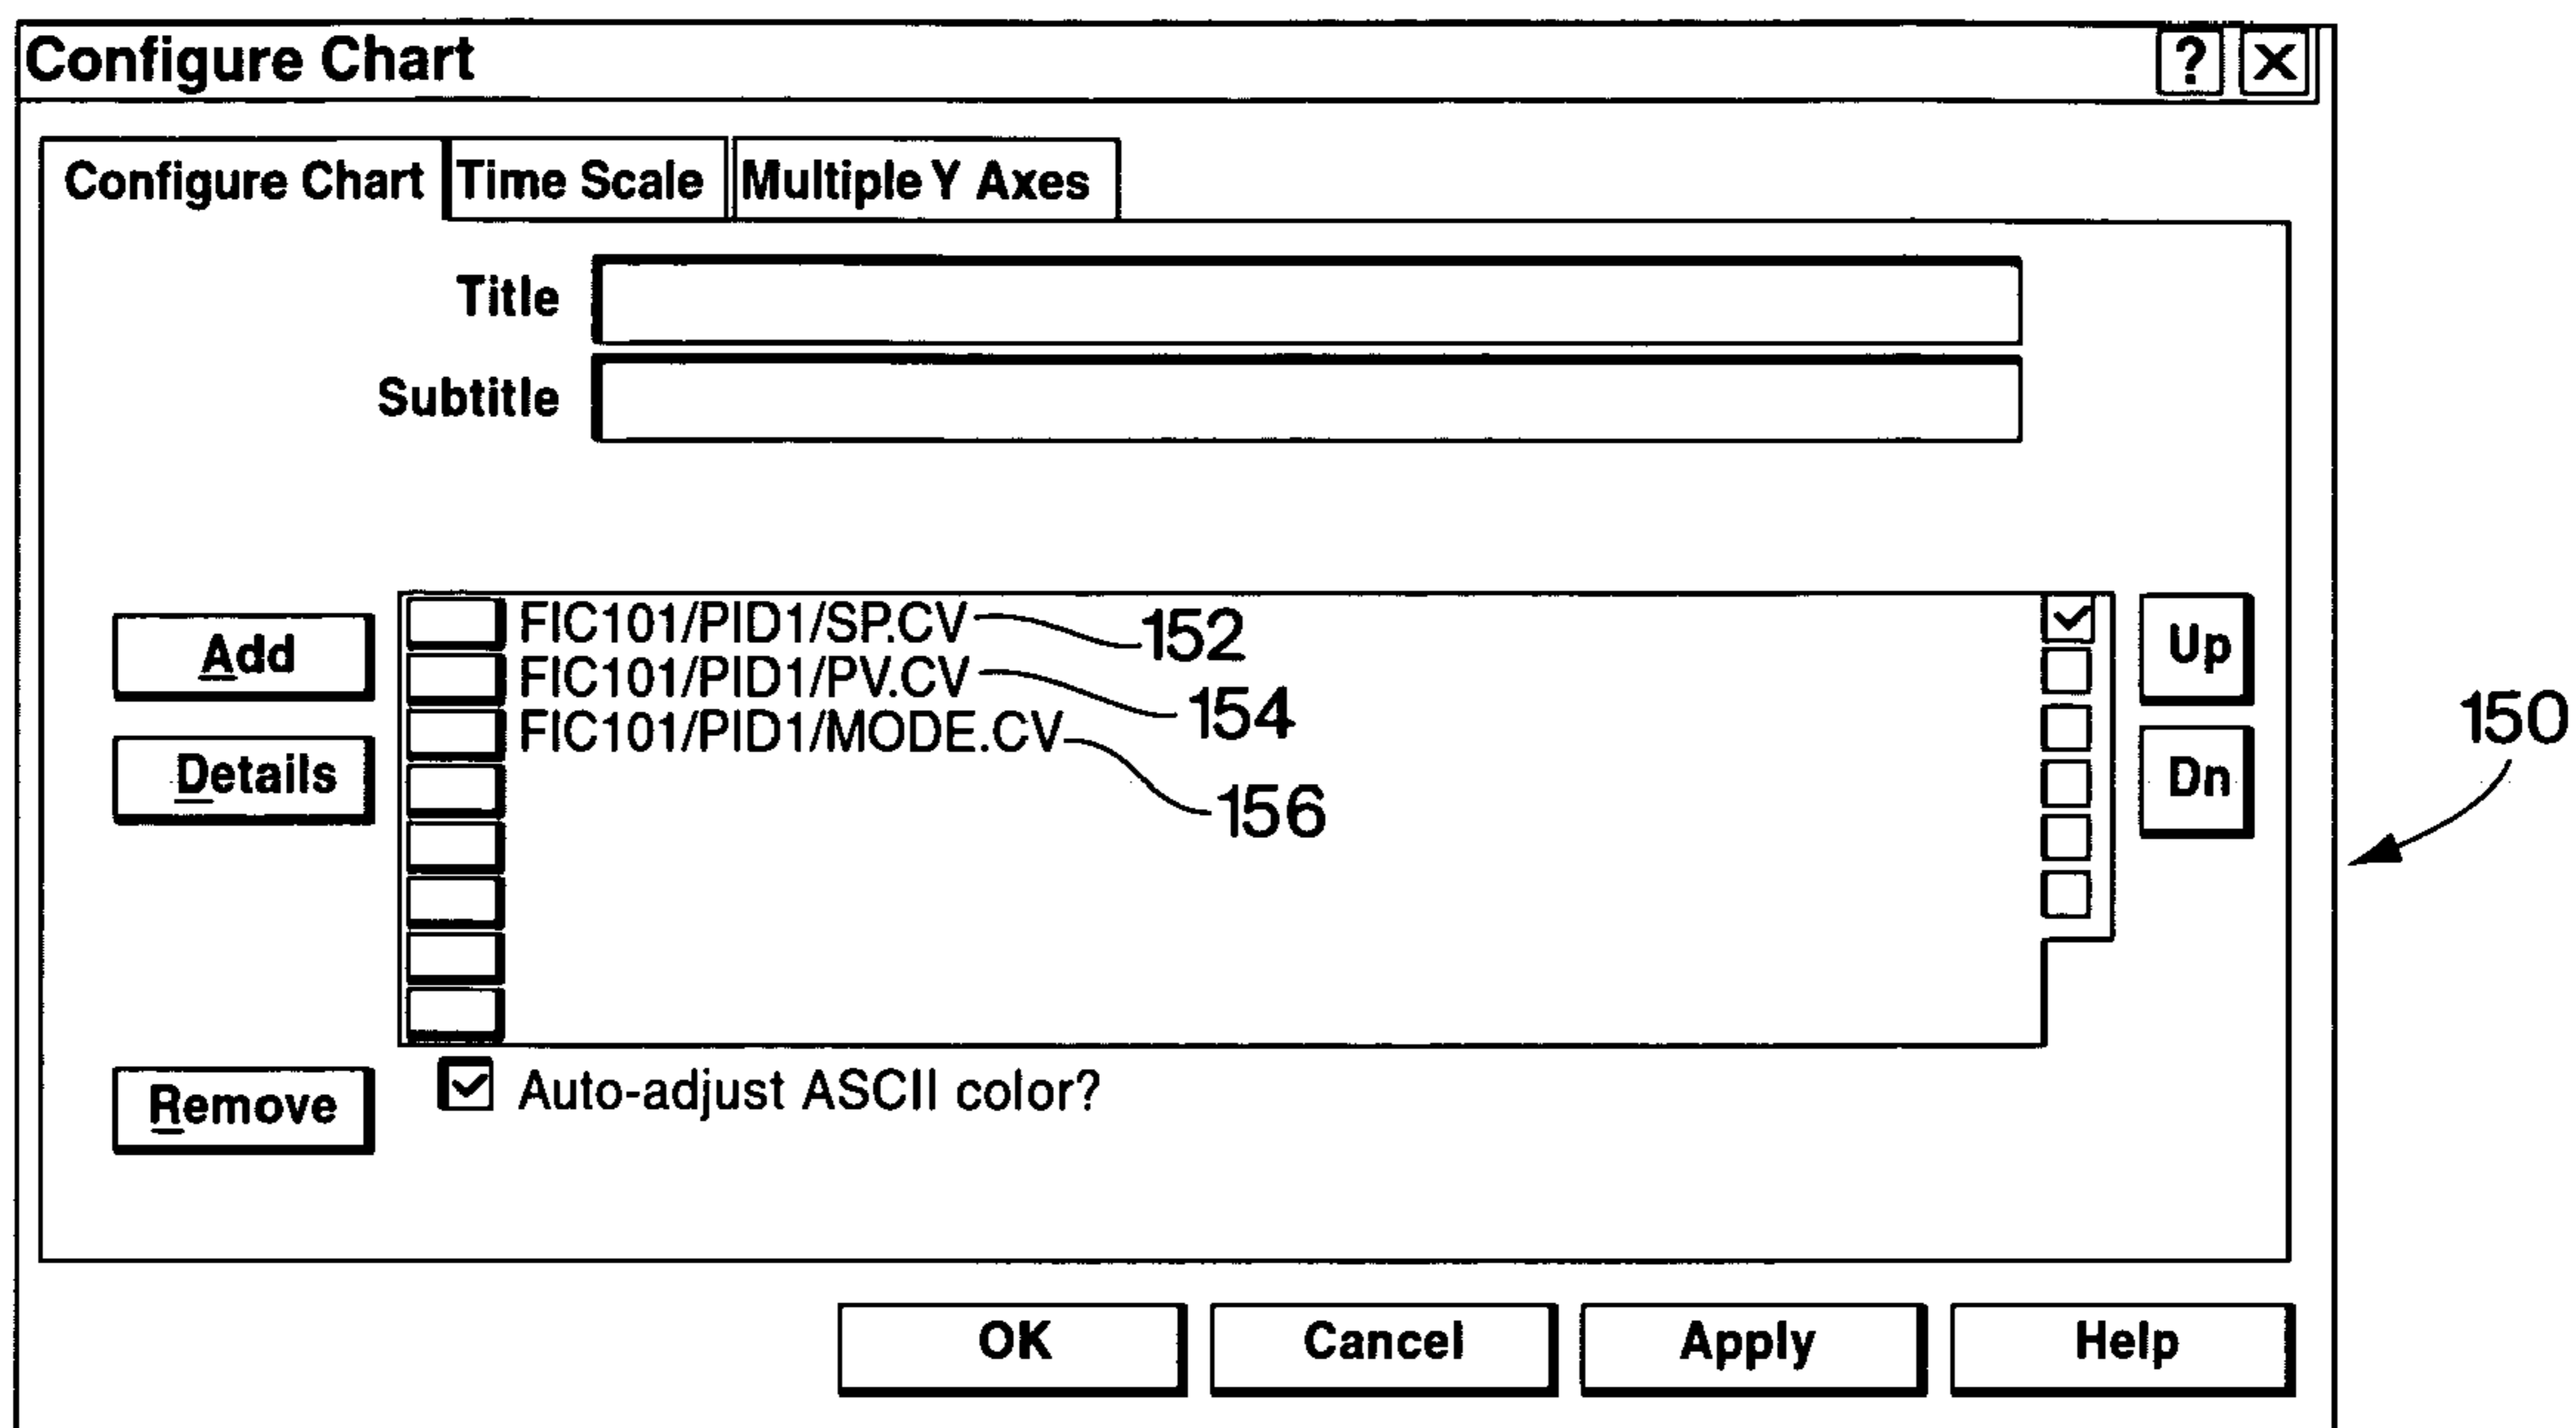 Configure Chart ? X
Configure Chart Time Scale Multiple Y Axes
Title
Subtitle
Add
Details
Remove
FIC101/PID1/SP.CV 152
FIC101/PID1/PV.CV 154
FIC101/PID1/MODE.CV 156
Up
Dn
150
Auto-adjust ASCII color?
OK Cancel Apply Help